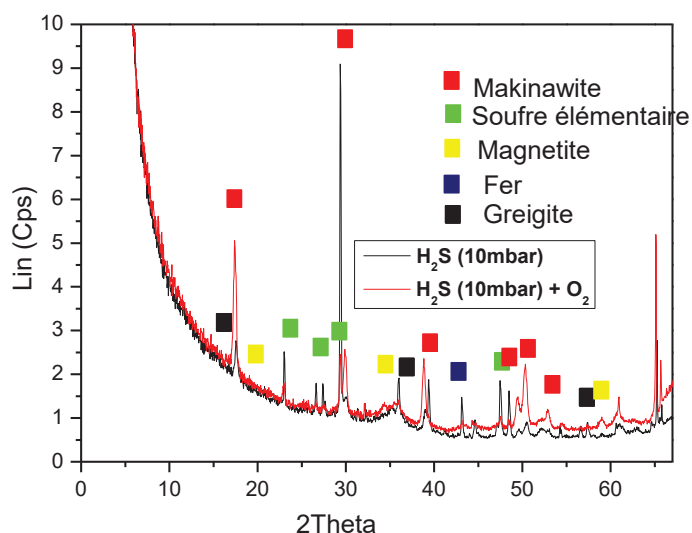 10
9
8
7
6
5
4
3
2
1
0
Lin (Cps)
Makinawite
Soufre élémentaire
Magnetite
Fer
Greigite
H₂S (10mbar)
H₂S (10mbar) + O₂
0 10 20 30 40 50 60
2Theta